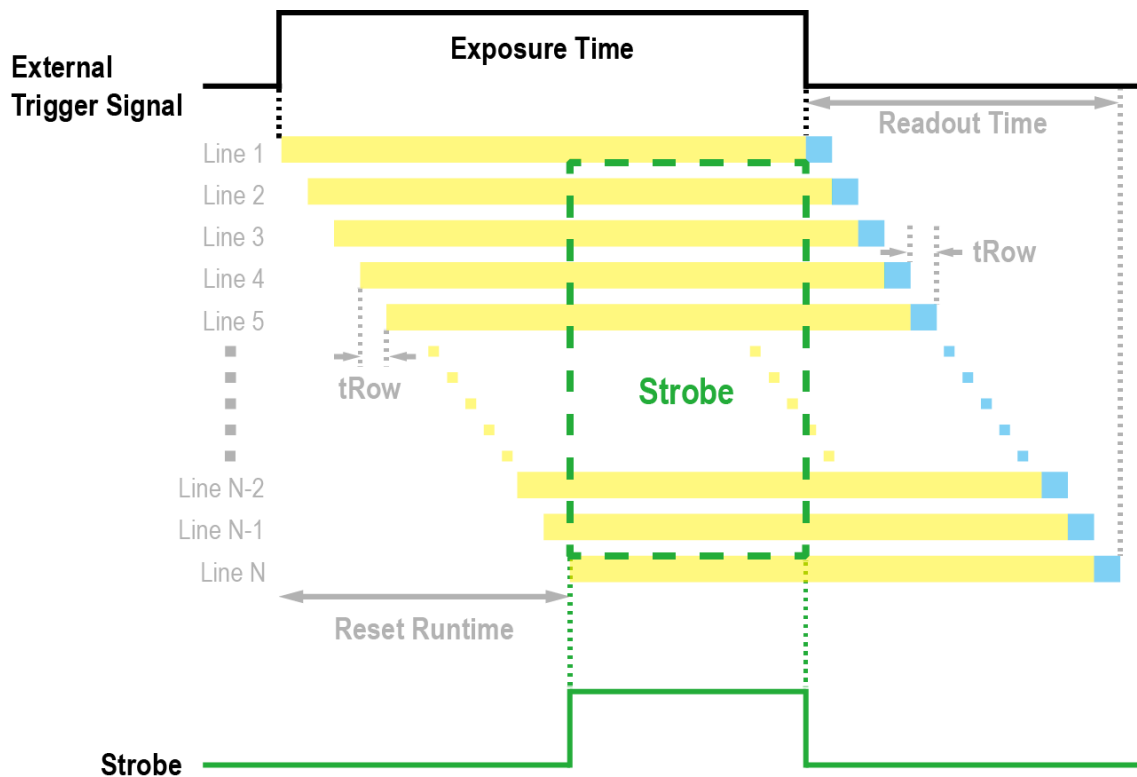 Exposure Time
External
Trigger Signal
Readout Time
Line 1
Line 2
Line 3
tRow
Line 4
Line 5
tRow
Strobe
Line N-2
Line N-1
Line N
Reset Runtime
Strobe